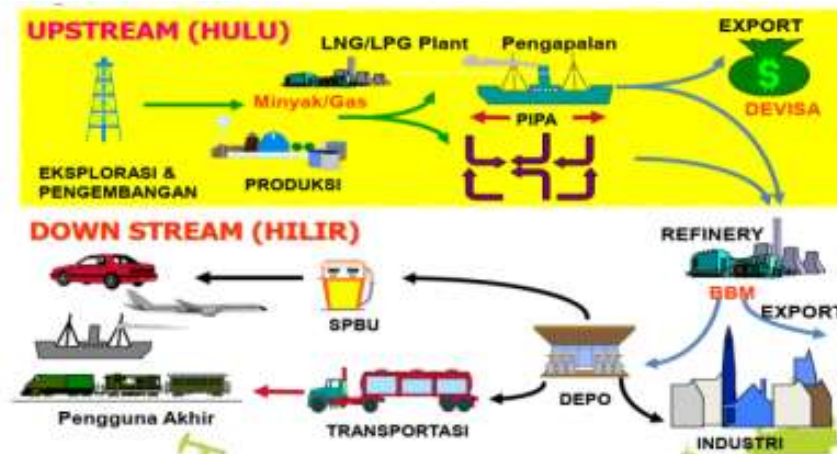 UPSTREAM (HULU)
LNG/LPG Plant
Pengapalan
EXPORT
$
Minyak/Gas
DEVISA
PIPA
EKSPLORASI &
PENGEMBANGAN
PRODUKSI
DOWN STREAM (HILIR)
REFINERY
BBM
EXPORT
SPBU
DEPO
Pengguna Akhir
TRANSPORTASI
INDUSTRI